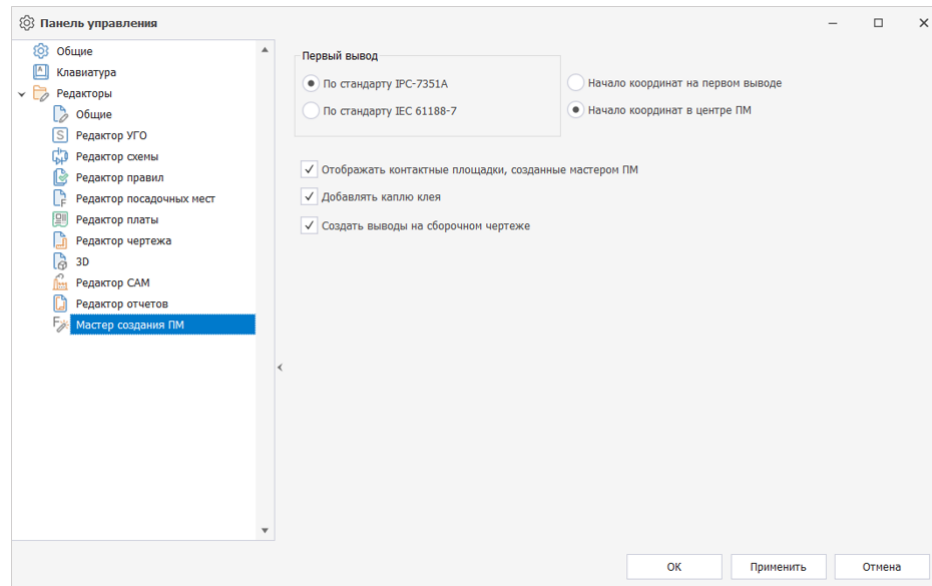 Панель управления
Общие
Клавиатура
Редакторы
Общие
Редактор УГО
Редактор схемы
Редактор правил
Редактор посадочных мест
Редактор платы
Редактор чертежа
3D
Редактор CAM
Редактор отчетов
Мастер создания ПМ
Первый вывод
По стандарту IPC-7351A
По стандарту IEC 61188-7
Начало координат на первом выводе
Начало координат в центре ПМ
Отображать контактные площадки, созданные мастером ПМ
Добавлять каплю клея
Создать выводы на сборочном чертеже
ОК
Применить
Отмена